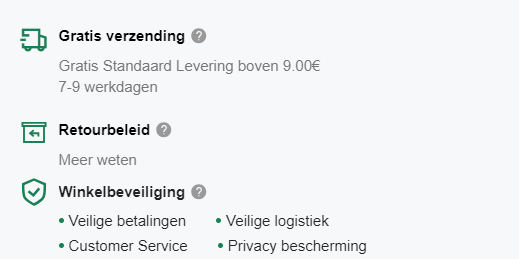 Gratis verzending ?
Gratis Standaard Levering boven 9.00€
7-9 werkdagen
Retourbeleid ?
Meer weten
Winkelbeveiliging ?
• Veilige betalingen • Veilige logistiek
• Customer Service • Privacy bescherming